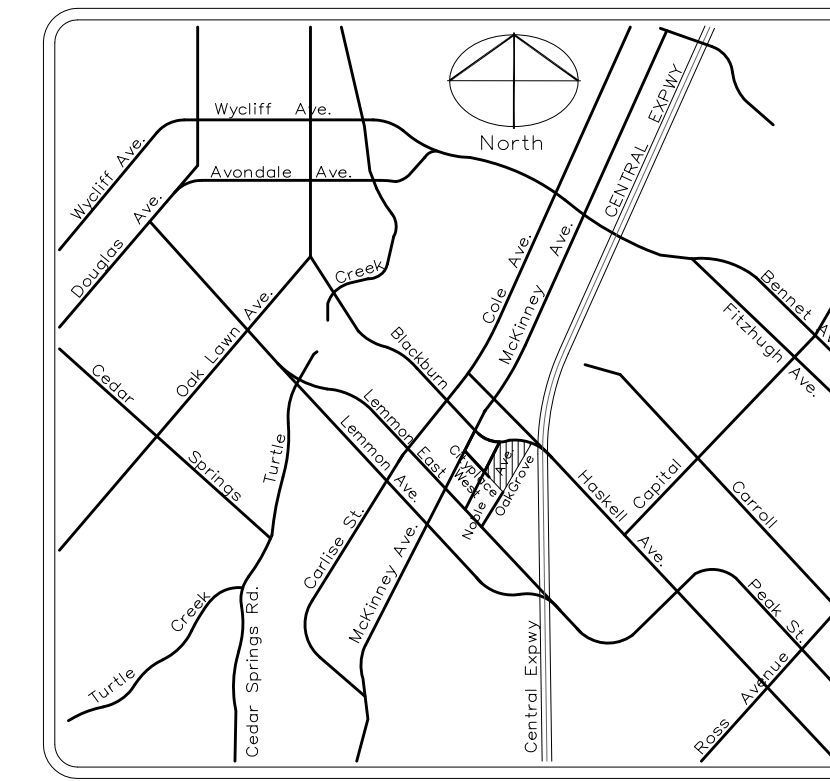 North
CENTRAL EXPWY
Wycliff Ave.
Wycliff Ave.
Avondale Ave.
Douglas Ave.
Creek
Cole Ave.
McKinney Ave.
Bennet Av
Fitzhugh Ave.
Oak Lawn Ave.
Blackburn
Cedar
Springs
Turtle
Lemmon East
Lemmon Ave.
Cityplace
West
Noble Ave.
OakGrove
Haskell Ave.
Capital
Carroll
Carlise St.
McKinney Ave.
Peak St.
Creek
Turtle
Cedar Springs Rd.
Central Expwy
Ross Avenue